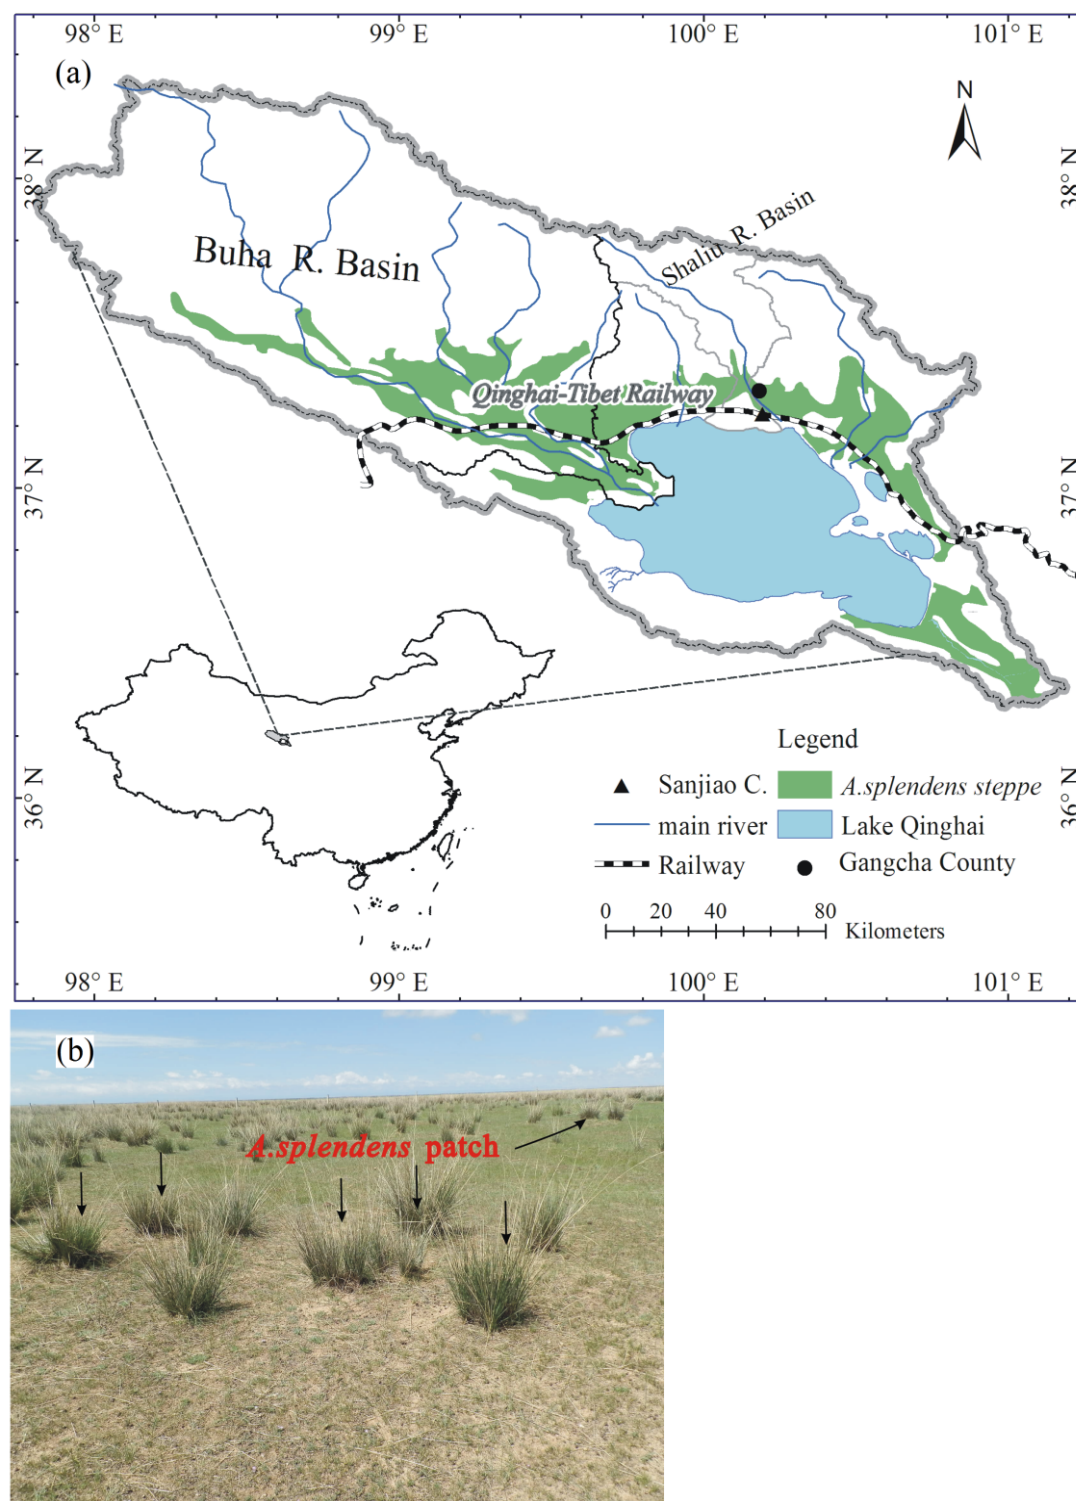 98° E 99° E 100° E 101° E
(a)
N
38° N
38° N
Shaliu R. Basin
Buha R. Basin
Qinghai-Tibet Railway
37° N
37° N
Legend
Sanjiao C.
A.splendens steppe
main river
Lake Qinghai
Railway
Gangcha County
36° N
36° N
0 20 40 80
Kilometers
98° E 99° E 100° E 101° E
(b)
A.splendens patch